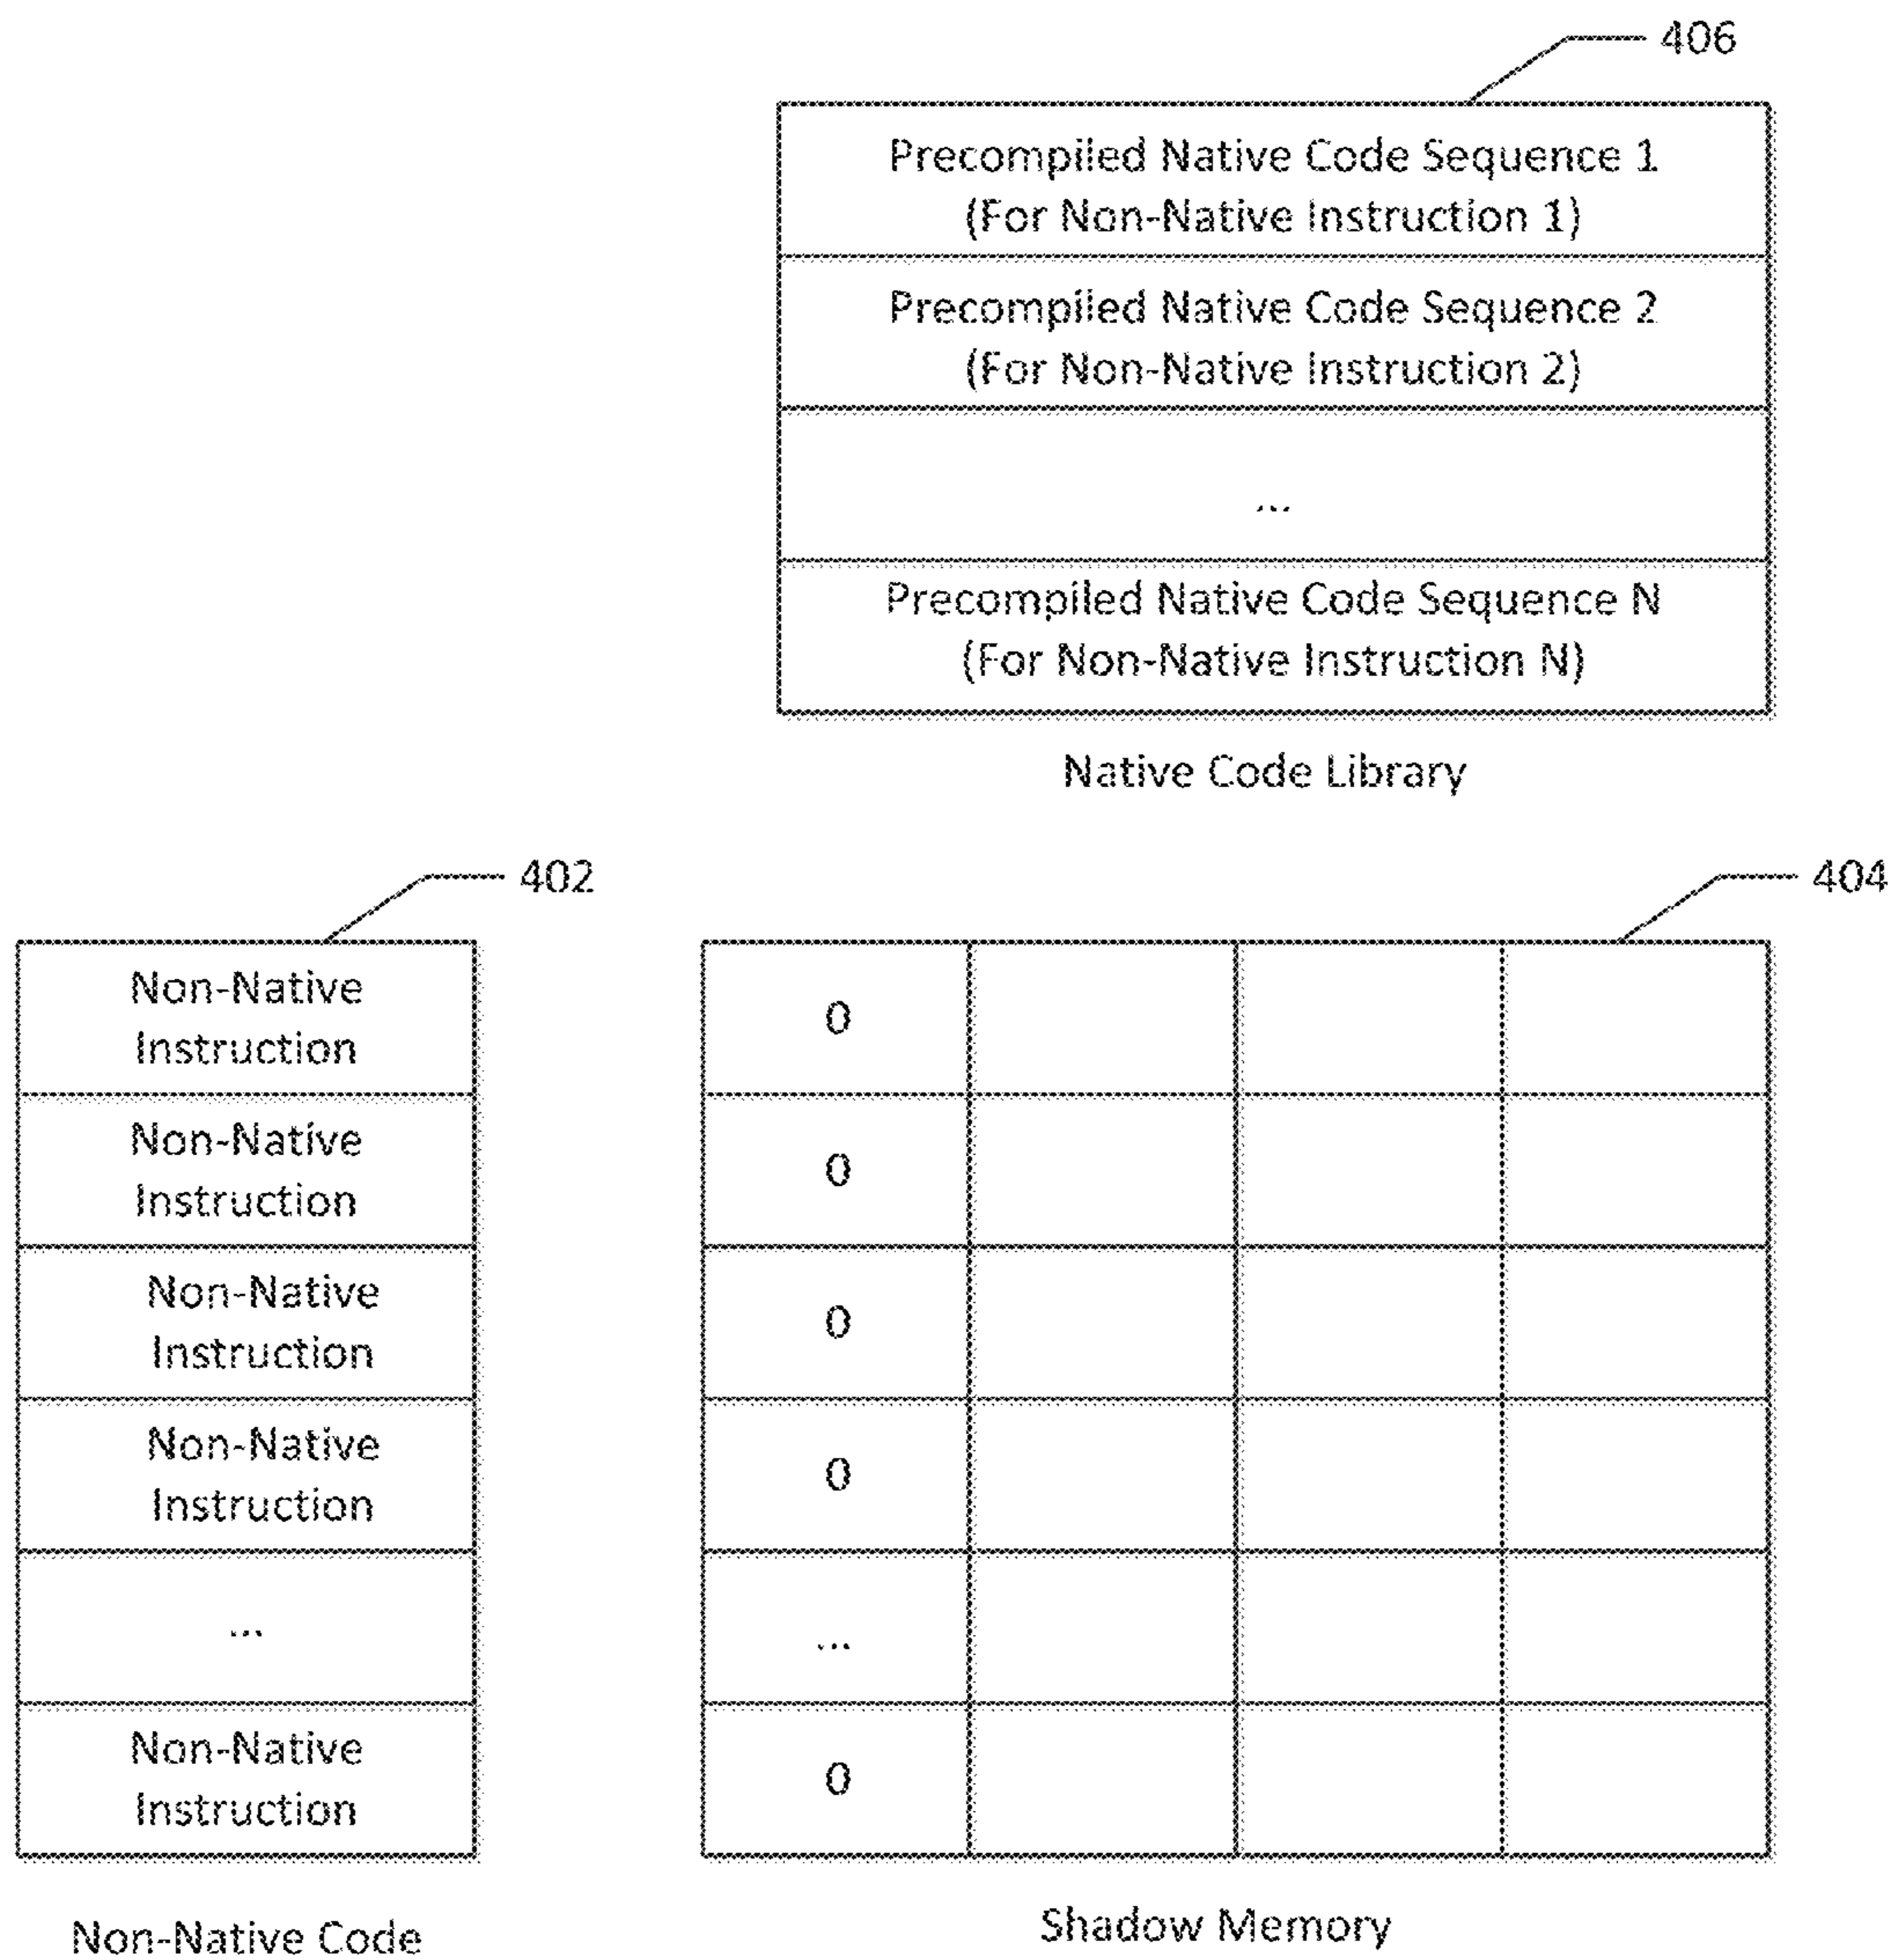 406
Precompiled Native Code Sequence 1
(For Non-Native Instruction 1)
Precompiled Native Code Sequence 2
(For Non-Native Instruction 2)
...
Precompiled Native Code Sequence N
(For Non-Native Instruction N)
Native Code Library
402
Non-Native
Instruction
Non-Native
Instruction
Non-Native
Instruction
Non-Native
Instruction
...
Non-Native
Instruction
Non-Native Code
404
0
0
0
0
...
0
Shadow Memory